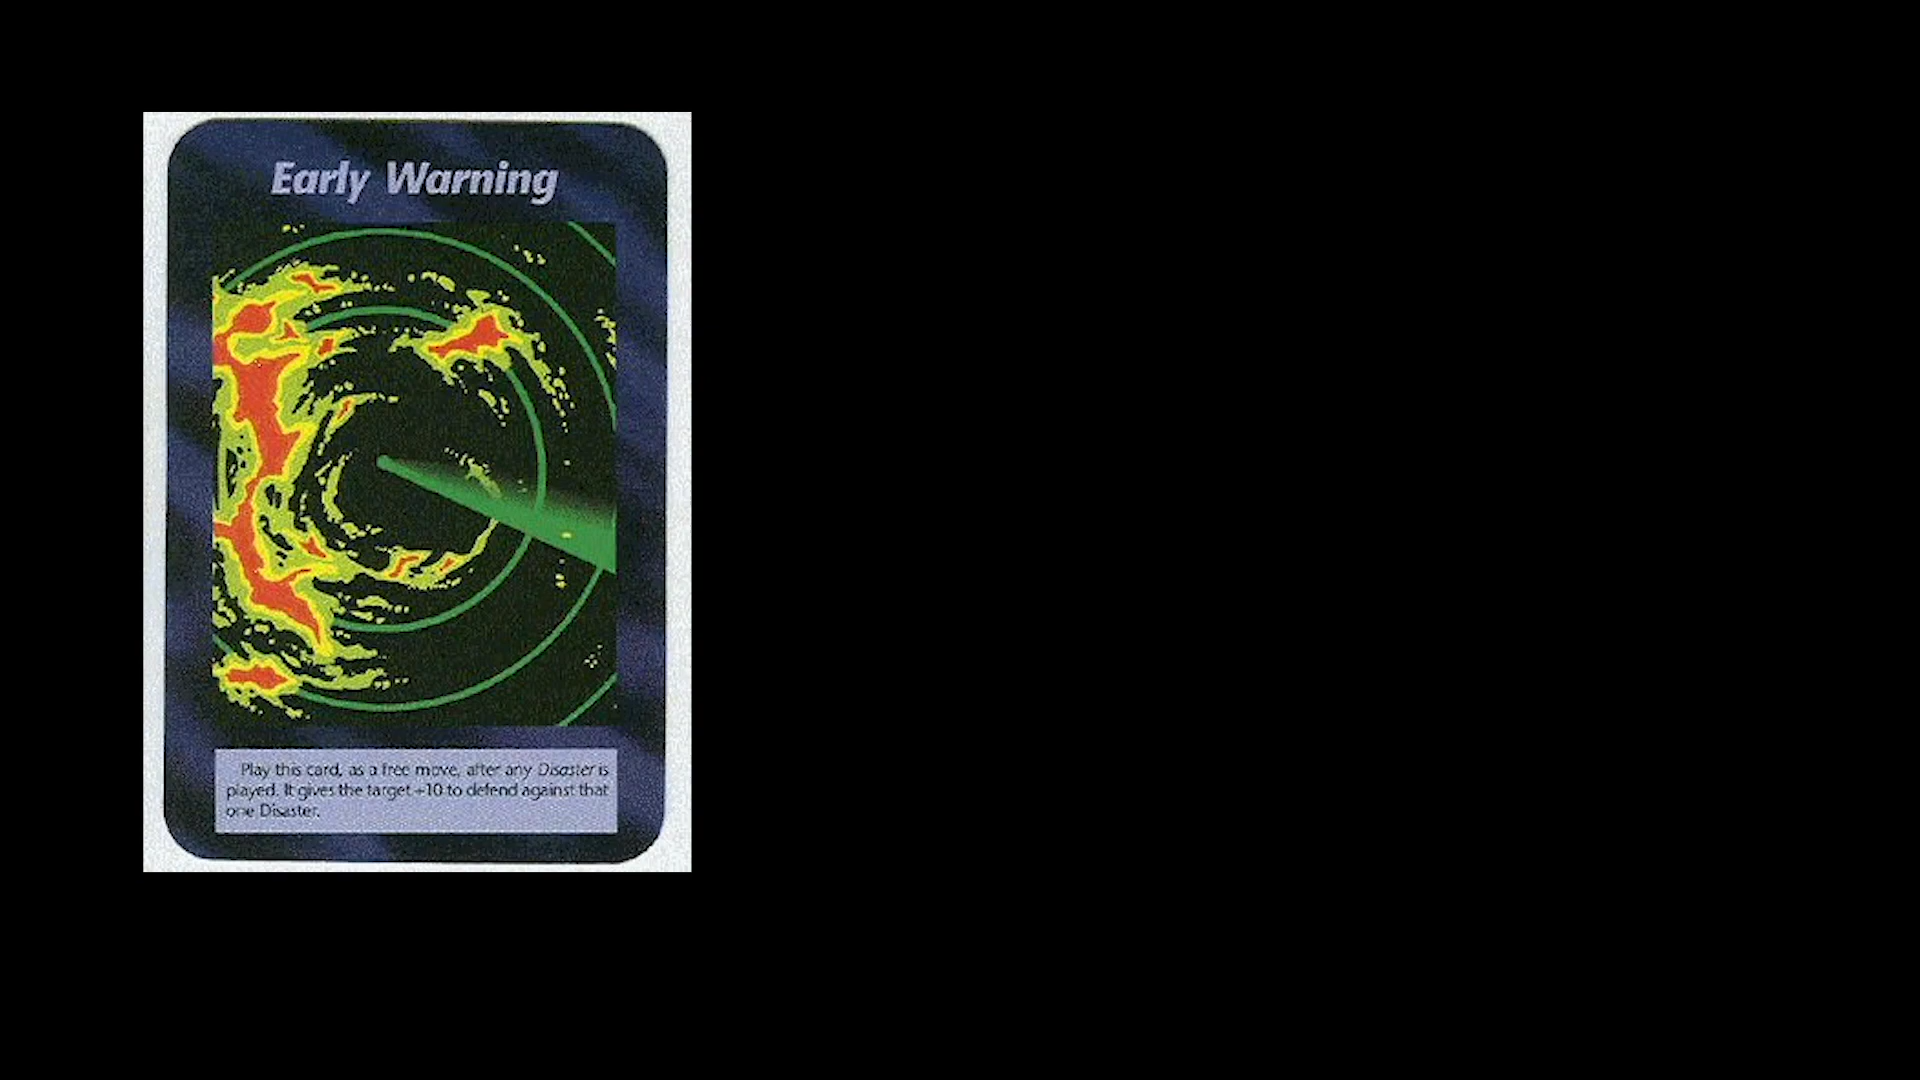 Early Warning
Play this card, as a free move, after any Disaster is
played. It gives the target +10 to defend against that
one Disaster.